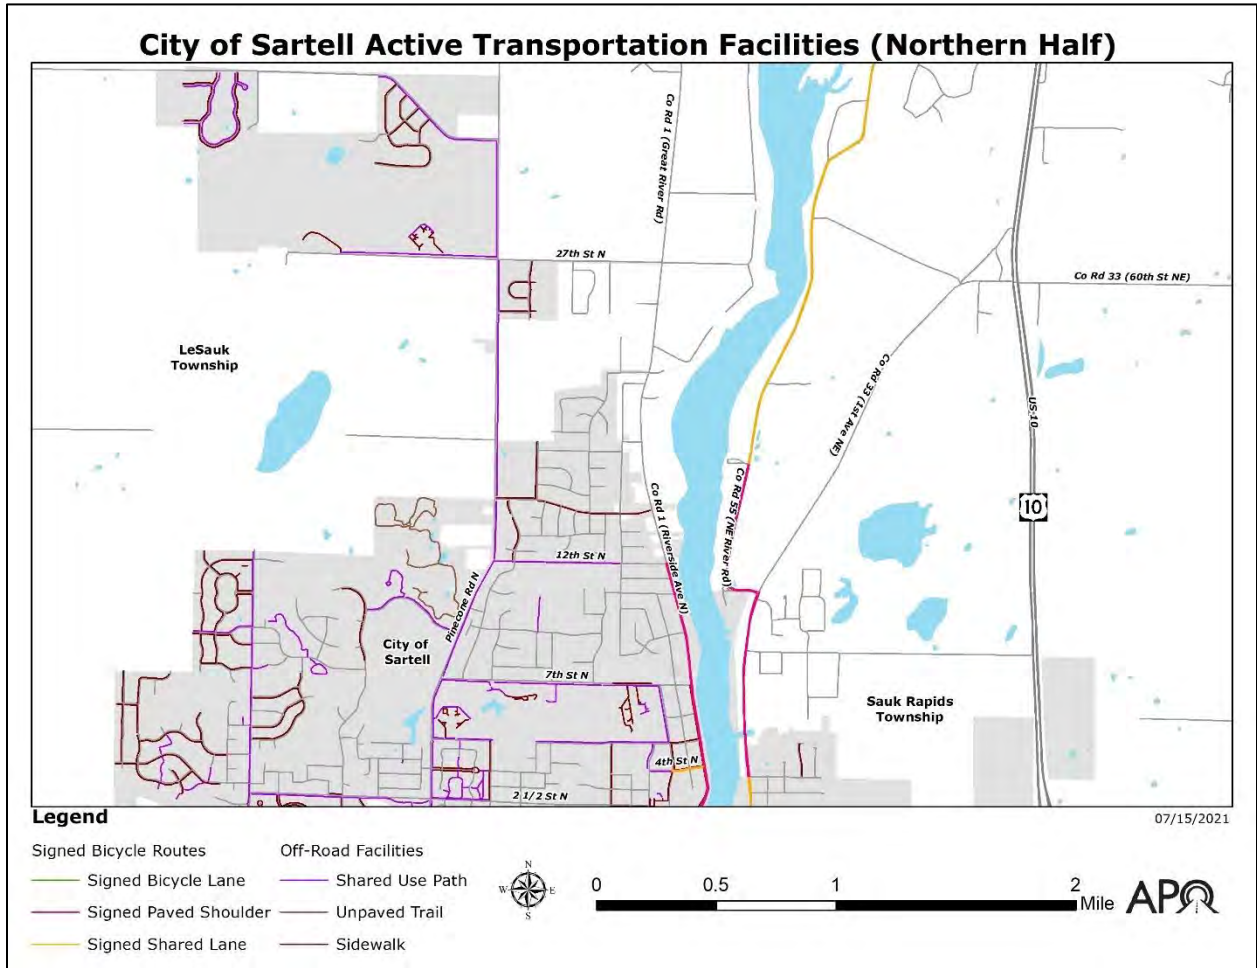 City of Sartell Active Transportation Facilities (Northern Half)
Co Rd 1 (Great River Rd)
27th St N
Co Rd 33 (60th St NE)
LeSauk
Township
Co Rd 33 (1st Ave NE)
US 10
10
Co Rd 1 (Riverside Ave N)
Co Rd 55 (NE River Rd)
12th St N
Pinecone Rd N
City of
Sartell
7th St N
Sauk Rapids
Township
4th St N
2 1/2 St N
07/15/2021
Legend
Signed Bicycle Routes
Signed Bicycle Lane
Signed Paved Shoulder
Signed Shared Lane
Off-Road Facilities
Shared Use Path
Unpaved Trail
Sidewalk
N
W E
S
0 0.5 1 2
Mile
APO